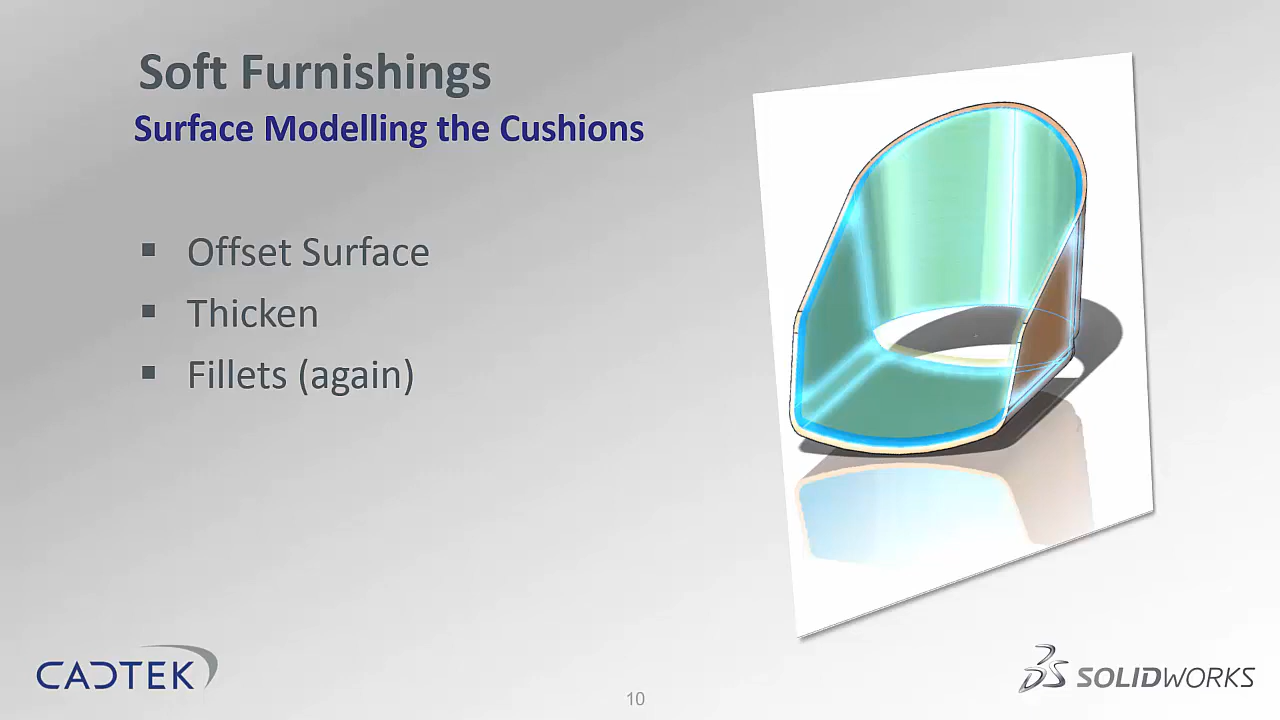 Soft Furnishings
Surface Modelling the Cushions
▪ Offset Surface
▪ Thicken
▪ Fillets (again)
CADTEK
10
SOLIDWORKS